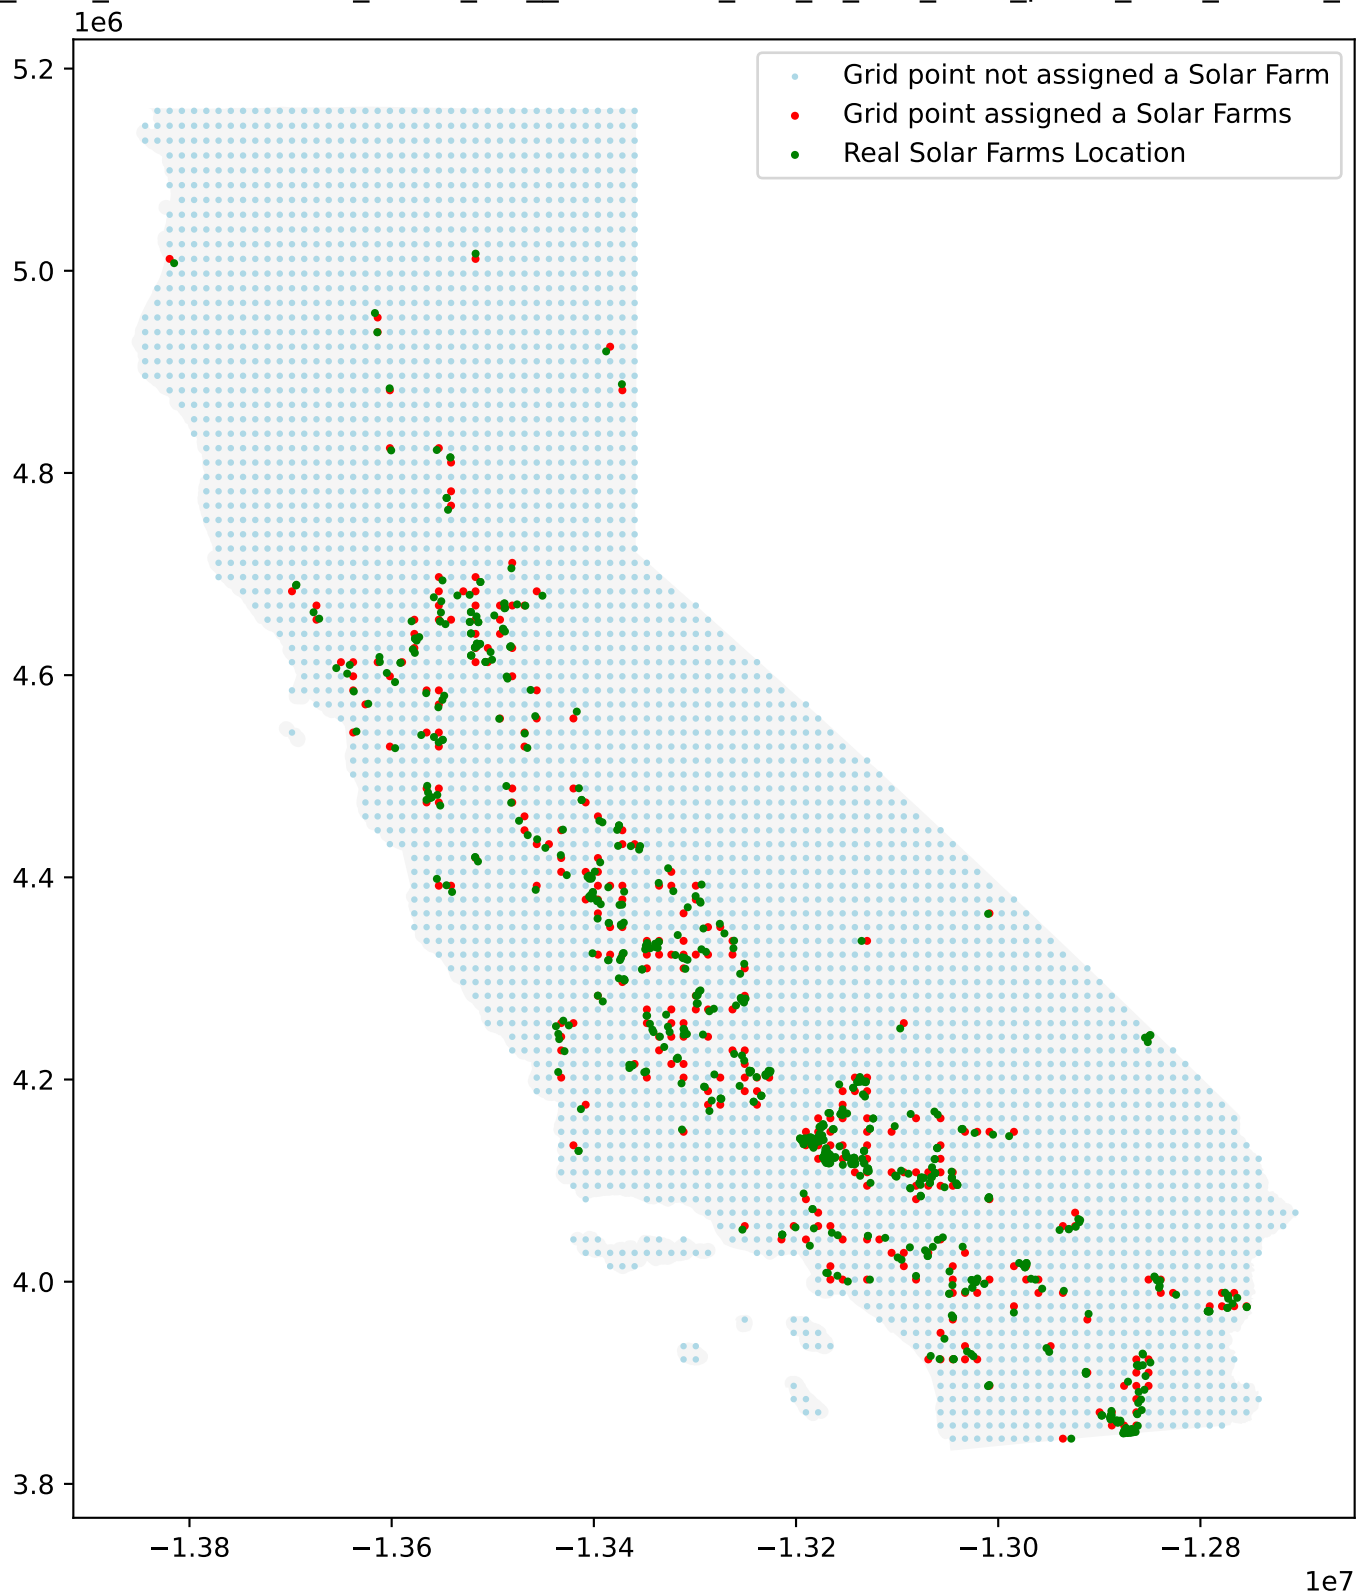 1e6
Grid point not assigned a Solar Farm
Grid point assigned a Solar Farms
Real Solar Farms Location
5.2
5.0
4.8
4.6
4.4
4.2
4.0
3.8
−1.38 −1.36 −1.34 −1.32 −1.30 −1.28
1e7